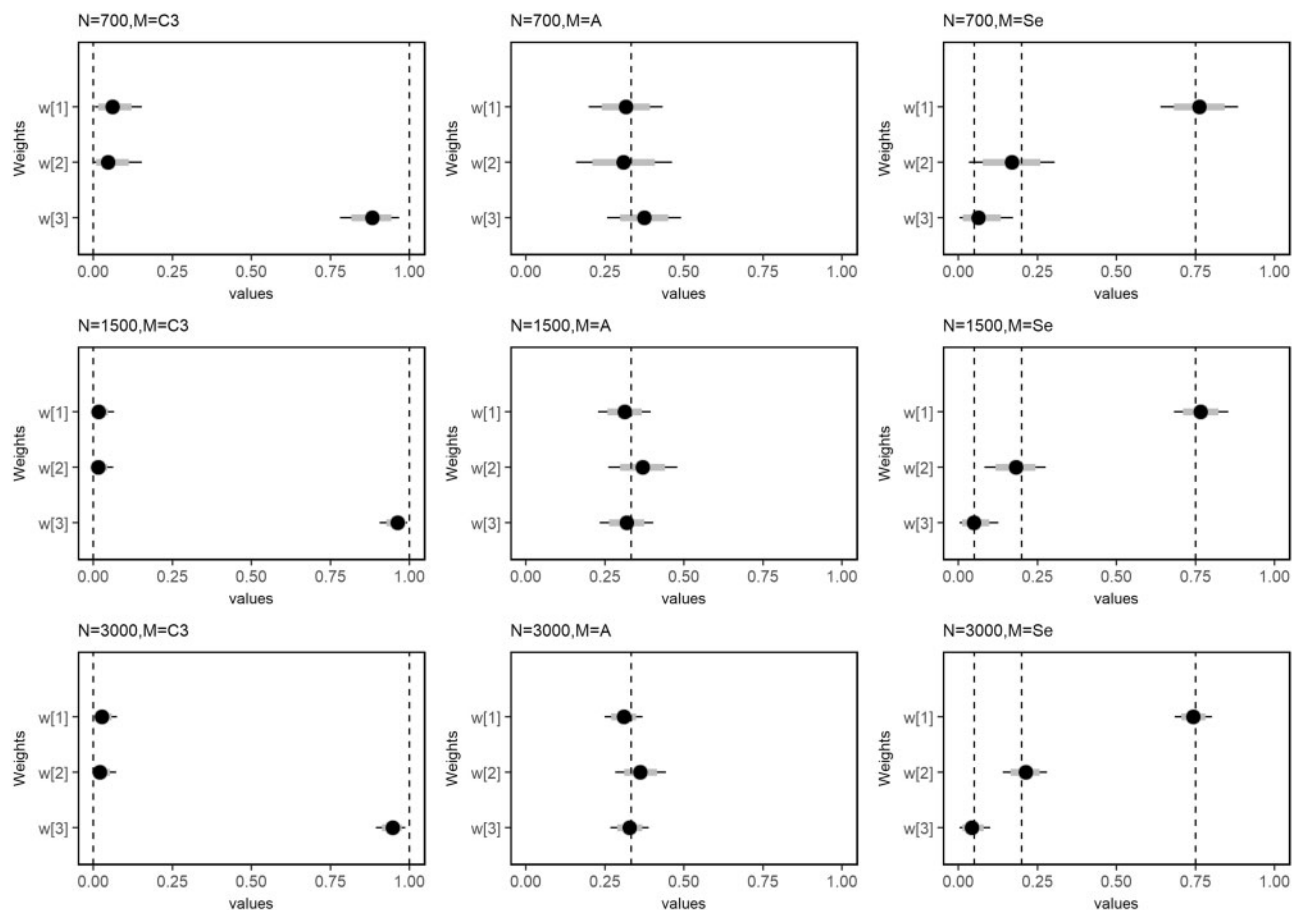 N=700,M=C3
N=700,M=A
N=700,M=Se
Weights
w[1]
w[2]
w[3]
0.00 0.25 0.50 0.75 1.00
values
Weights
w[1]
w[2]
w[3]
0.00 0.25 0.50 0.75 1.00
values
Weights
w[1]
w[2]
w[3]
0.00 0.25 0.50 0.75 1.00
values
N=1500,M=C3
N=1500,M=A
N=1500,M=Se
Weights
w[1]
w[2]
w[3]
0.00 0.25 0.50 0.75 1.00
values
Weights
w[1]
w[2]
w[3]
0.00 0.25 0.50 0.75 1.00
values
Weights
w[1]
w[2]
w[3]
0.00 0.25 0.50 0.75 1.00
values
N=3000,M=C3
N=3000,M=A
N=3000,M=Se
Weights
w[1]
w[2]
w[3]
0.00 0.25 0.50 0.75 1.00
values
Weights
w[1]
w[2]
w[3]
0.00 0.25 0.50 0.75 1.00
values
Weights
w[1]
w[2]
w[3]
0.00 0.25 0.50 0.75 1.00
values